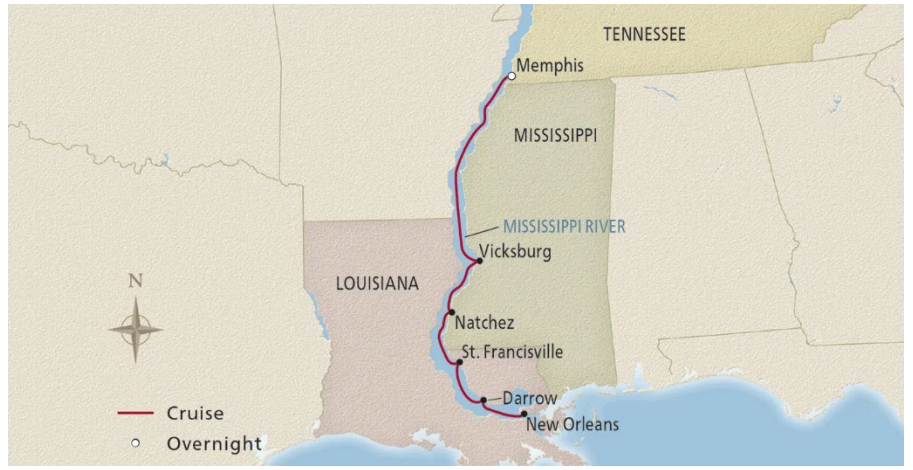 TENNESSEE
Memphis
MISSISSIPPI
MISSISSIPPI RIVER
Vicksburg
LOUISIANA
N
Natchez
St. Francisville
Darrow
New Orleans
Cruise
Overnight